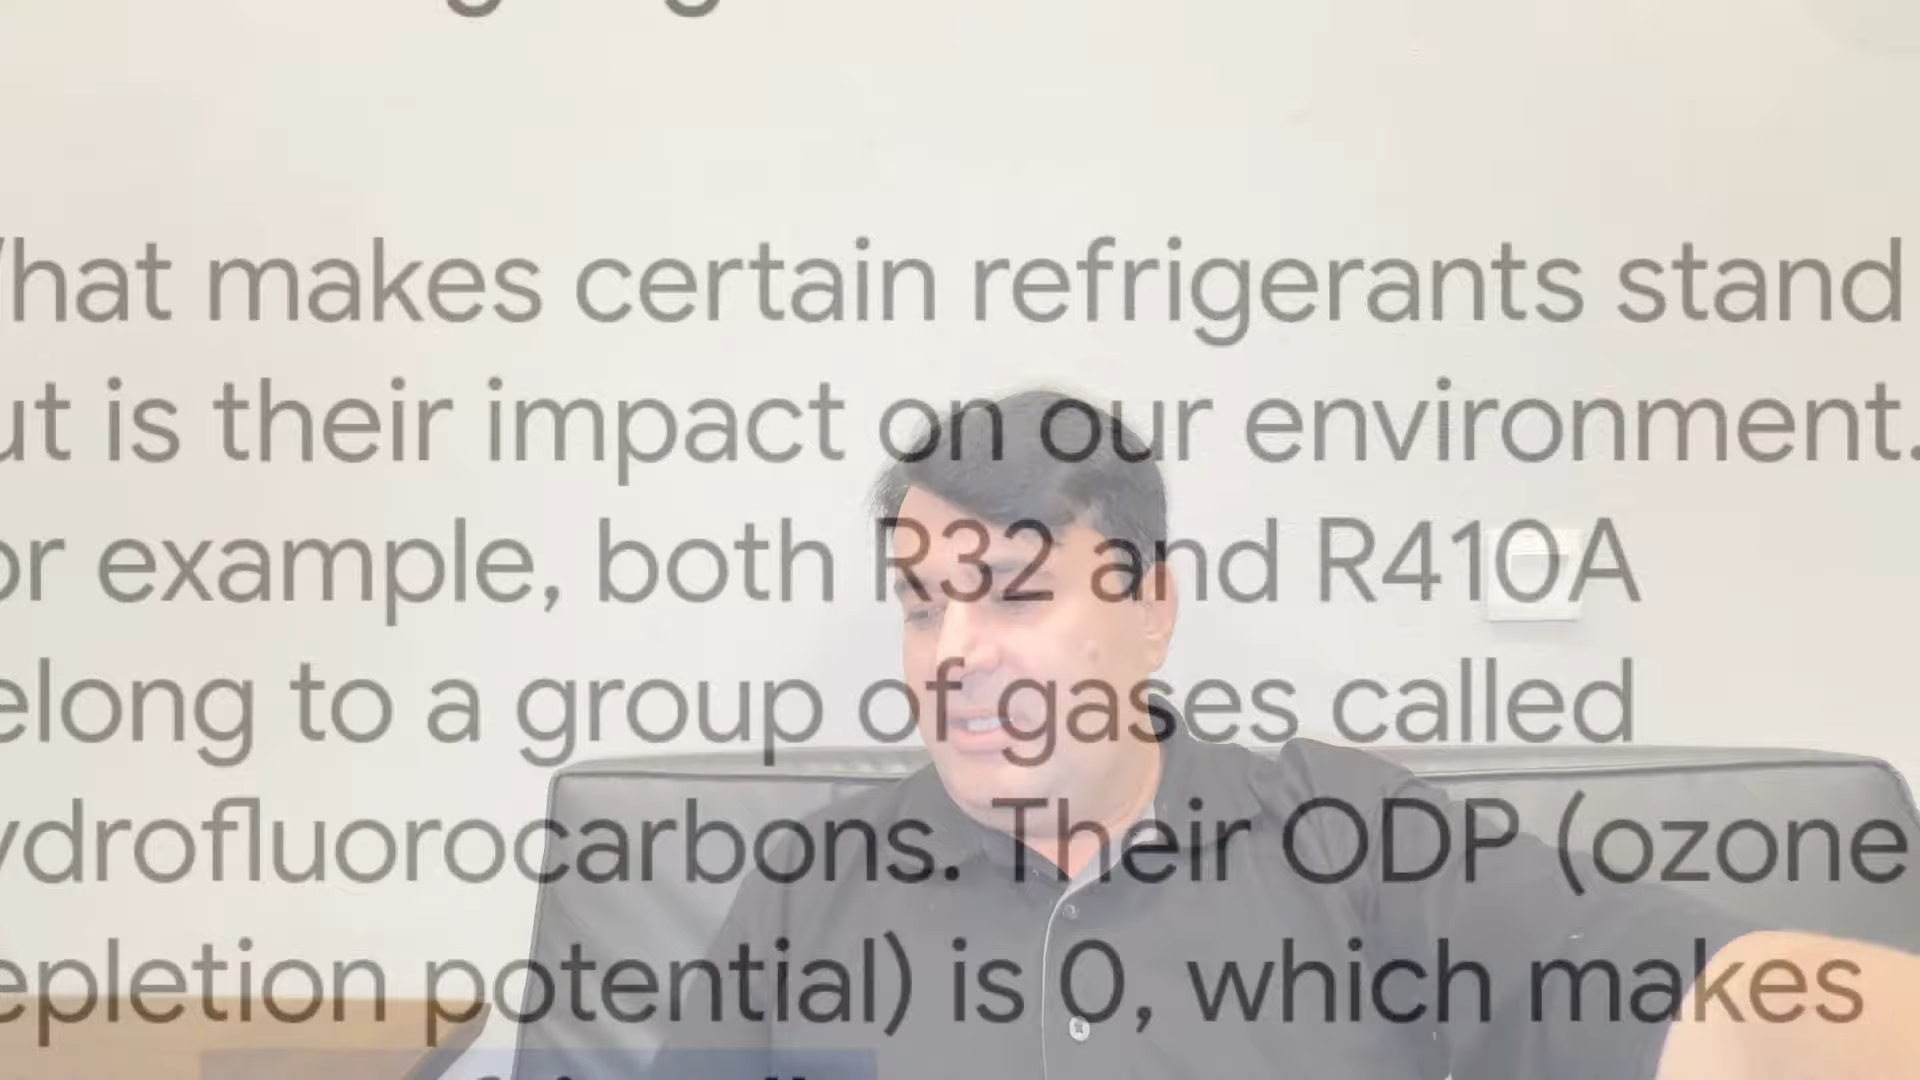 hat makes certain refrigerants stand
ut is their impact on our environment.
or example, both R32 and R410A
elong to a group of gases called
ydrofluorocarbons. Their ODP (ozone
epletion potential) is 0, which makes